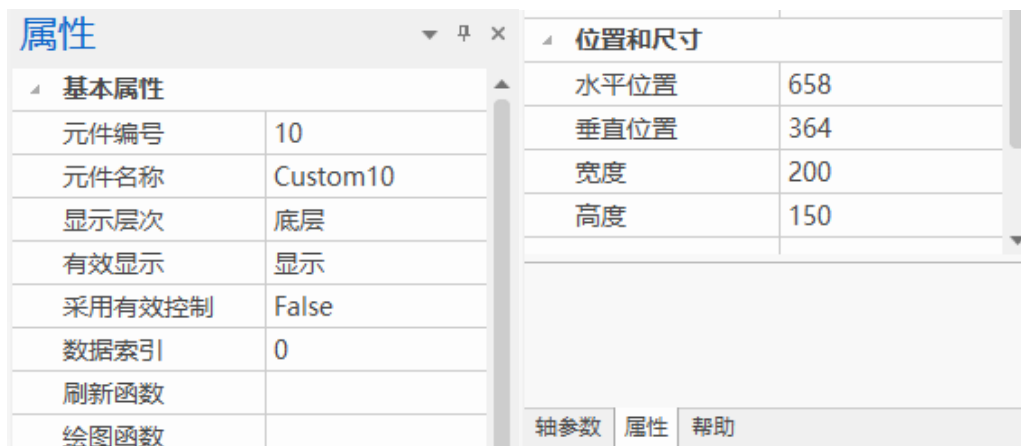 属性
基本属性
元件编号 10
元件名称 Custom10
显示层次 底层
有效显示 显示
采用有效控制 False
数据索引 0
刷新函数
绘图函数
位置和尺寸
水平位置 658
垂直位置 364
宽度 200
高度 150
轴参数 属性 帮助